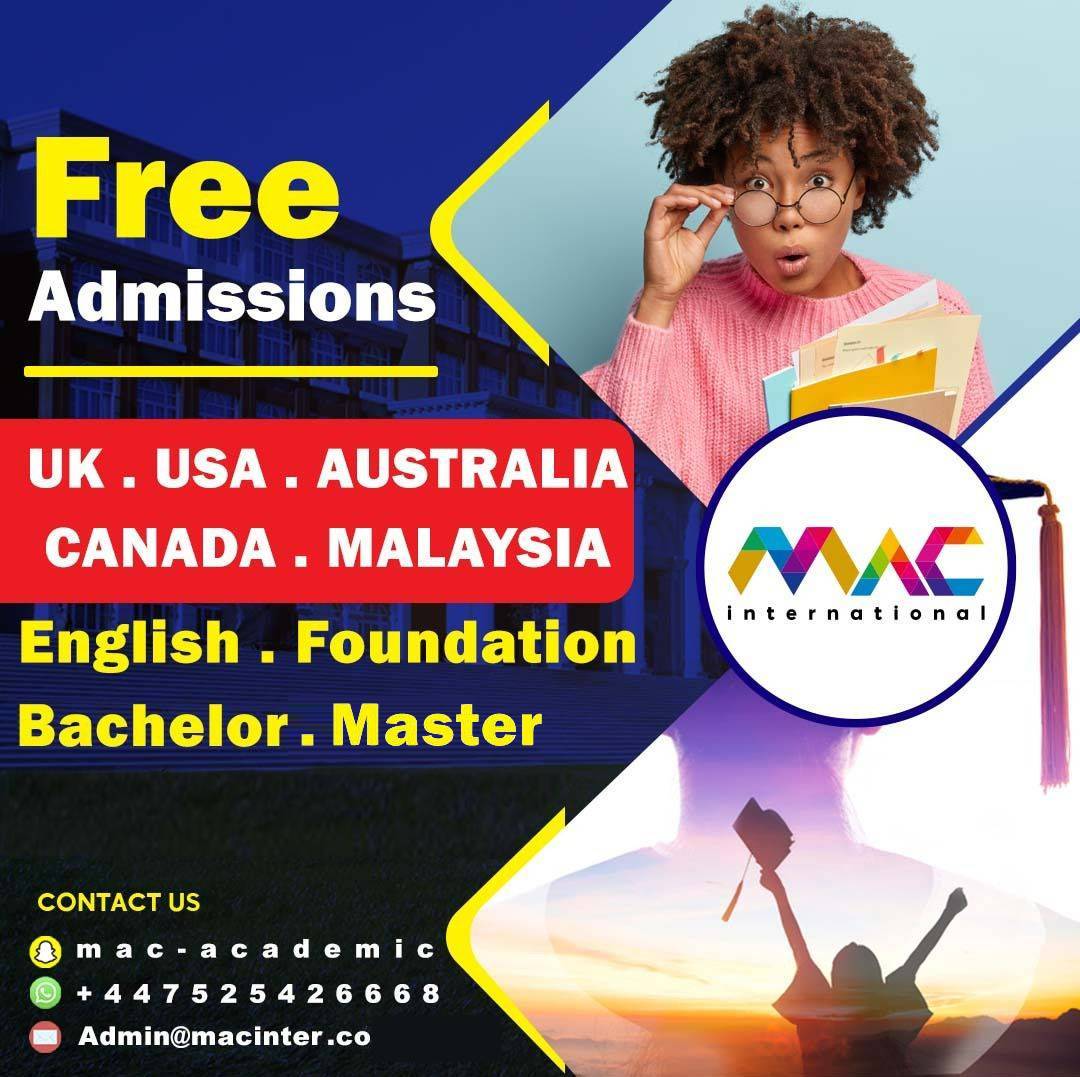 Free
Admissions
UK . USA . AUSTRALIA
CANADA . MALAYSIA
English . Foundation
Bachelor . Master
MAC
international
CONTACT US
mac-academic
+447525426668
Admin@macinter.co